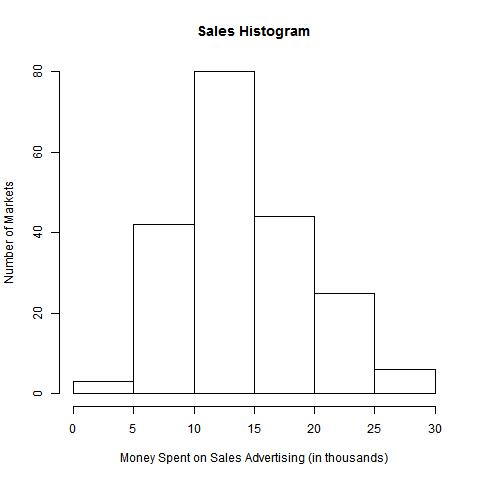 Sales Histogram
80
60
40
20
0
Number of Markets
0 5 10 15 20 25 30
Money Spent on Sales Advertising (in thousands)